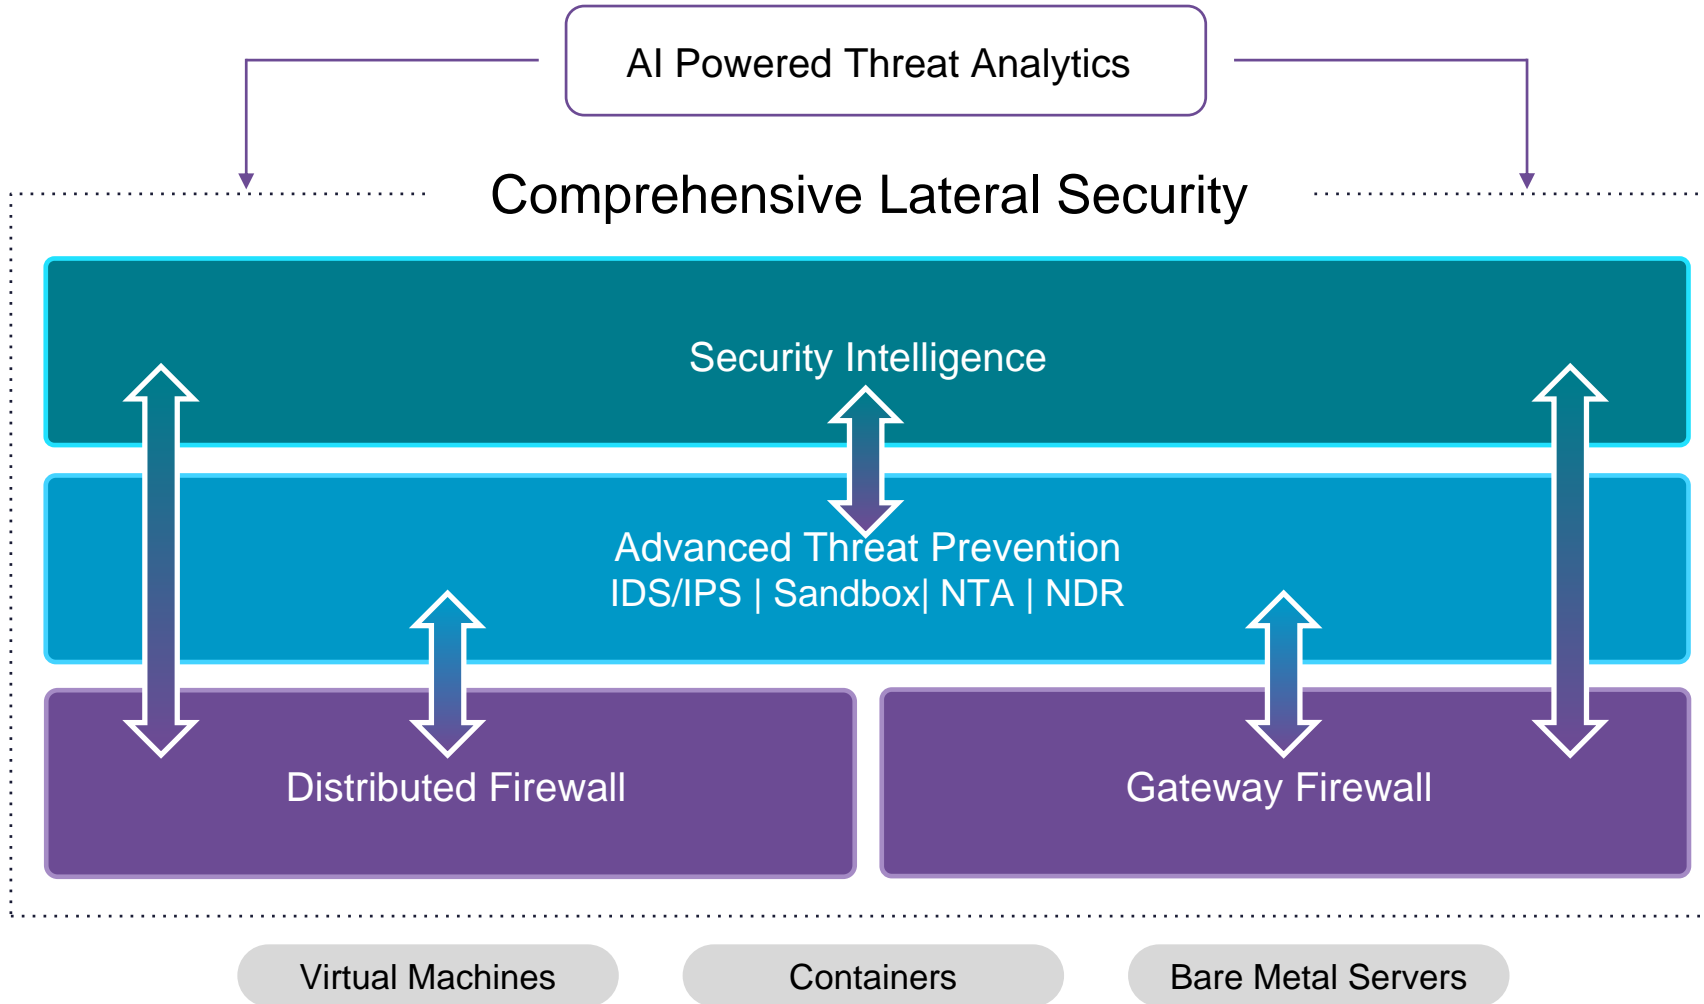 AI Powered Threat Analytics
Comprehensive Lateral Security
Security Intelligence
Advanced Threat Prevention
IDS/IPS | Sandbox| NTA | NDR
Distributed Firewall
Gateway Firewall
Virtual Machines
Containers
Bare Metal Servers